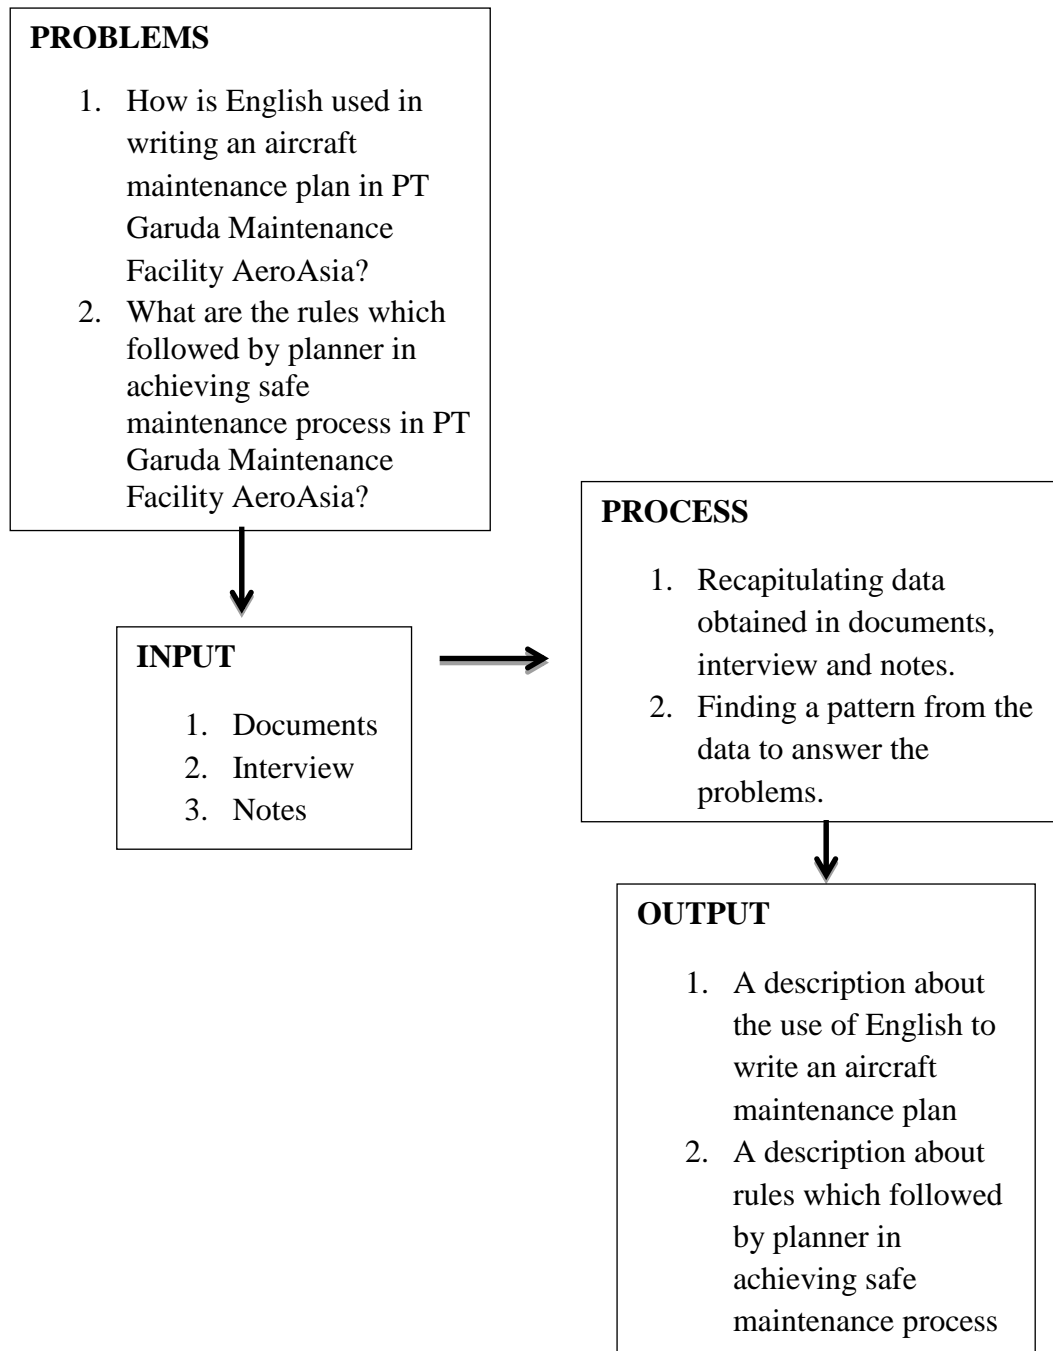 PROBLEMS
1. How is English used in
writing an aircraft
maintenance plan in PT
Garuda Maintenance
Facility AeroAsia?
2. What are the rules which
followed by planner in
achieving safe
maintenance process in PT
Garuda Maintenance
Facility AeroAsia?
INPUT
1. Documents
2. Interview
3. Notes
PROCESS
1. Recapitulating data
obtained in documents,
interview and notes.
2. Finding a pattern from the
data to answer the
problems.
OUTPUT
1. A description about
the use of English to
write an aircraft
maintenance plan
2. A description about
rules which followed
by planner in
achieving safe
maintenance process